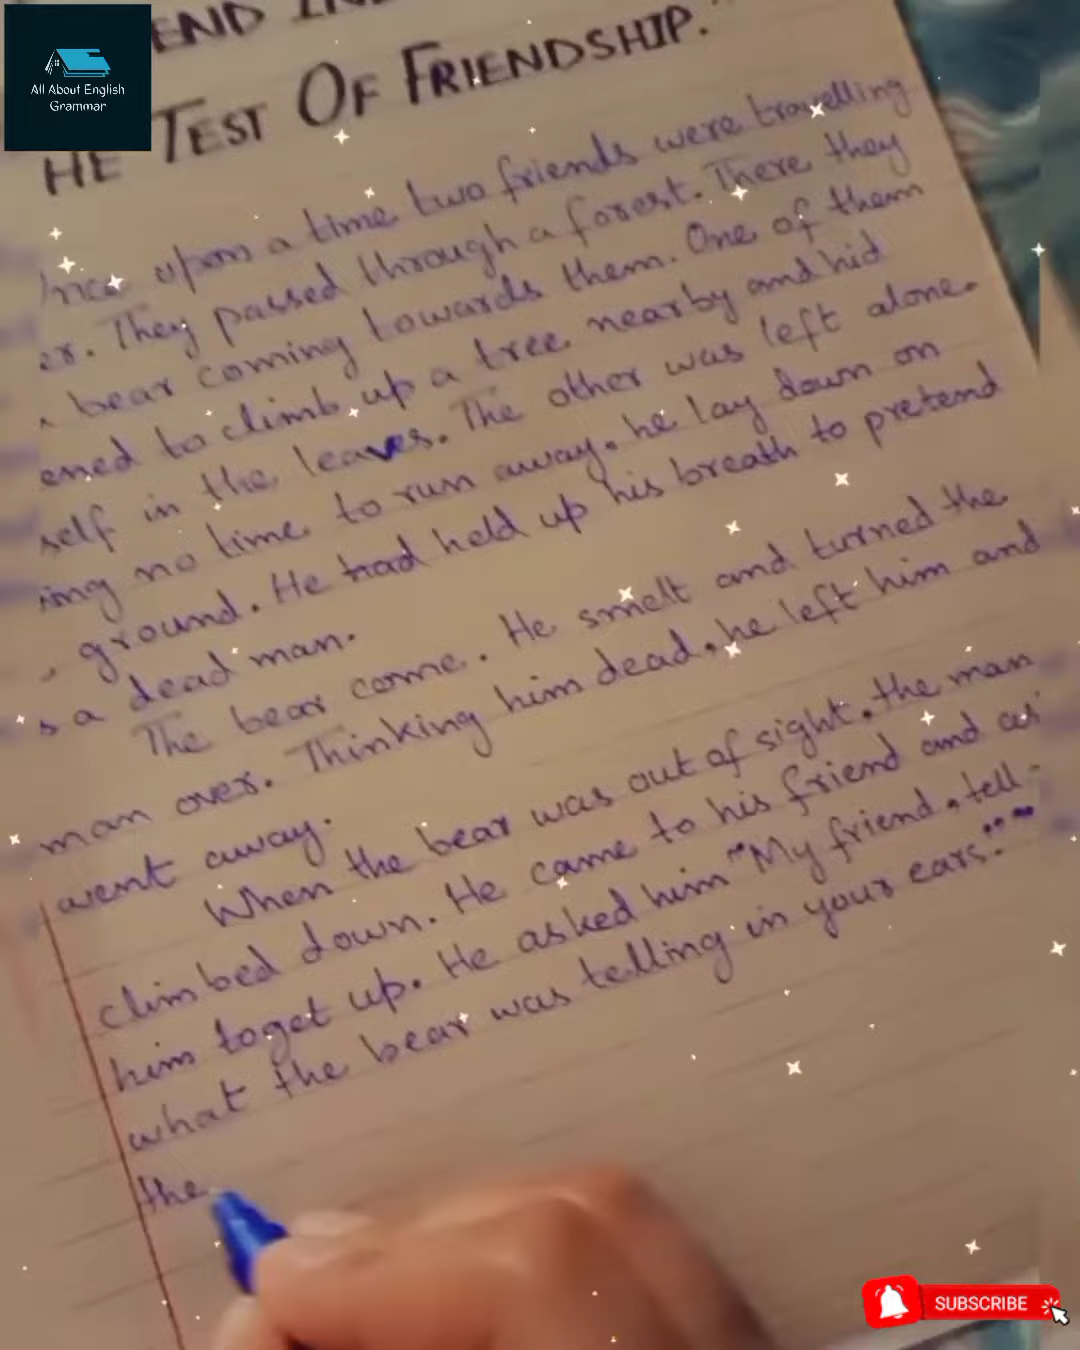 All About English
Grammar
END
HE TEST OF FRIENDSHIP."
nce upon a time two friends were travelling
er. They passed through a forest. There they
bear coming towards them. One of them
ened to climb up a tree nearby and hid
self in the leaves. The other was left alone.
ing no time to run away. he lay down on
ground. He had held up his breath to pretend
s a dead man.
The bear come. He smelt and turned the
man over. Thinking him dead, he left him and
went away.
When the bear was out of sight, the man
climbed down. He came to his friend and as
him toget up. He asked him "My friend, tell
what the bear was telling in your ears."
the
SUBSCRIBE